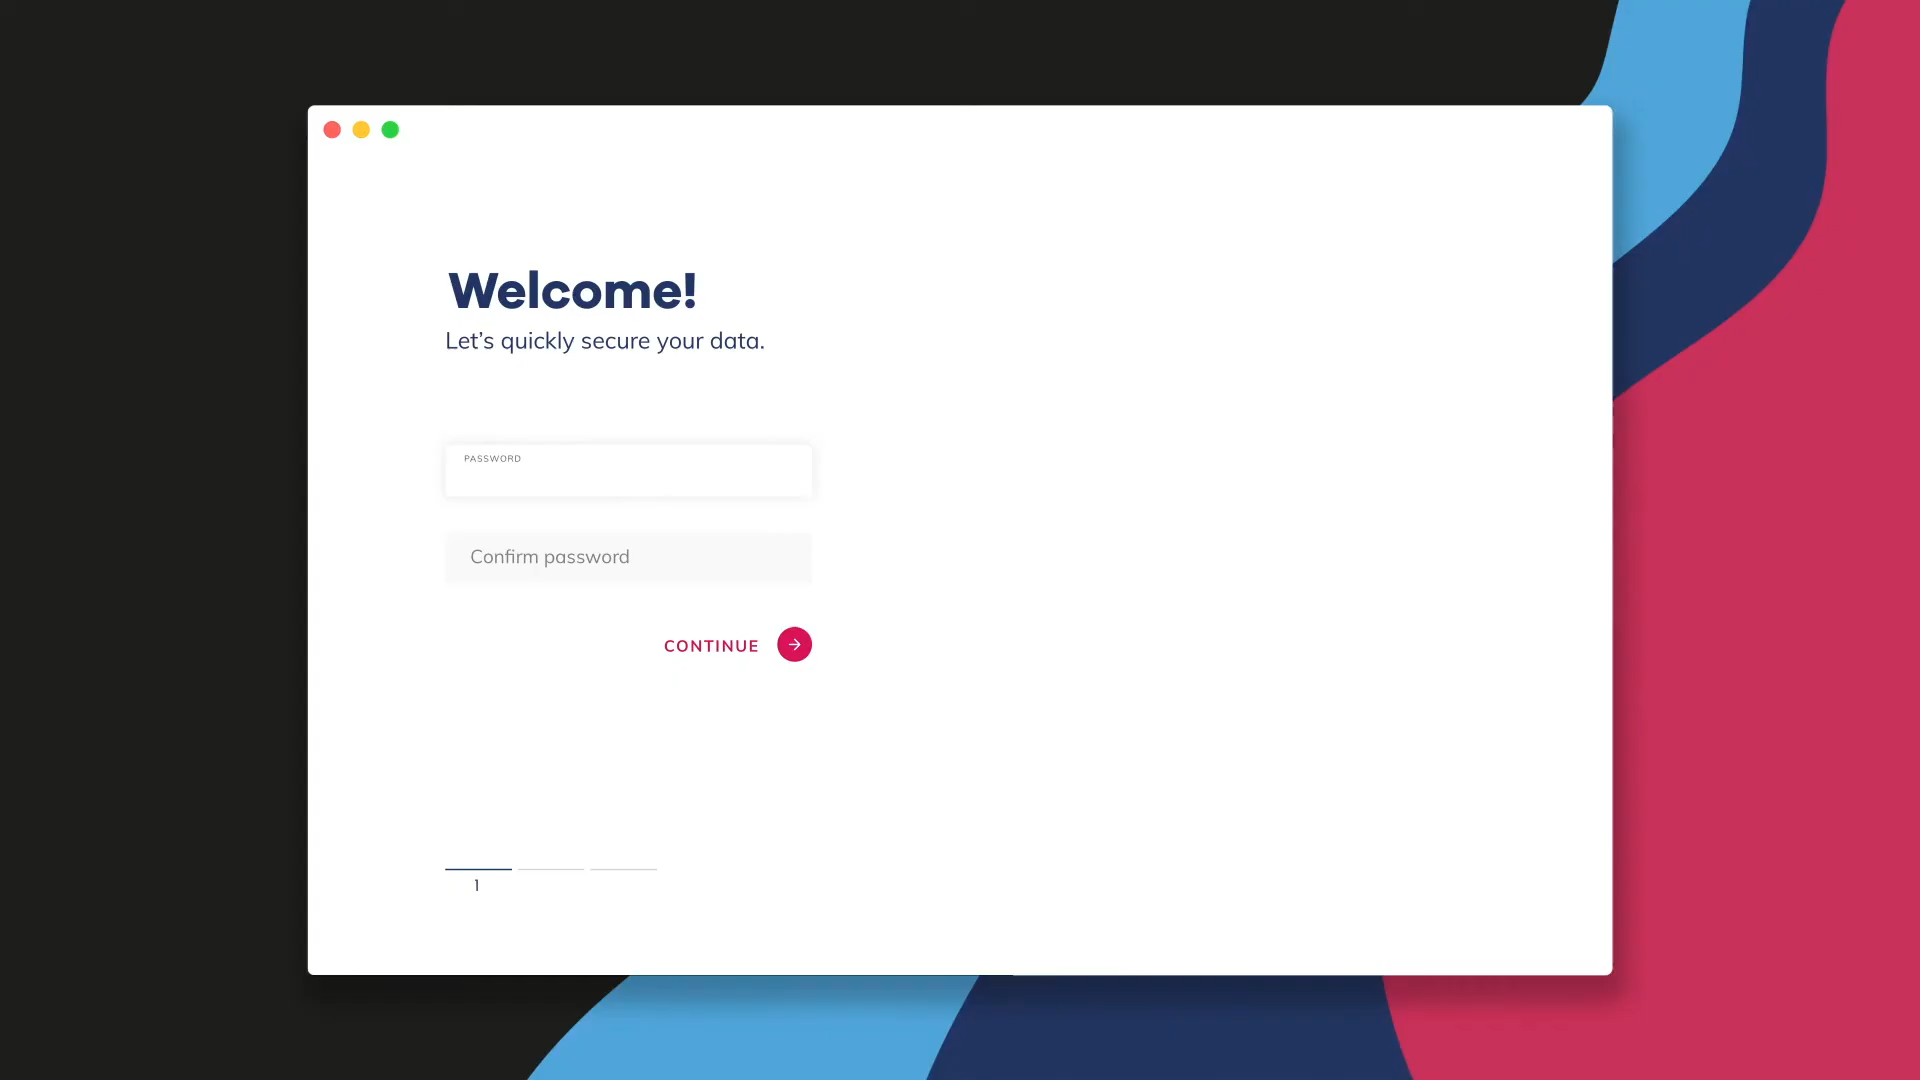 Welcome!
Let’s quickly secure your data.
PASSWORD
Confirm password
CONTINUE
1